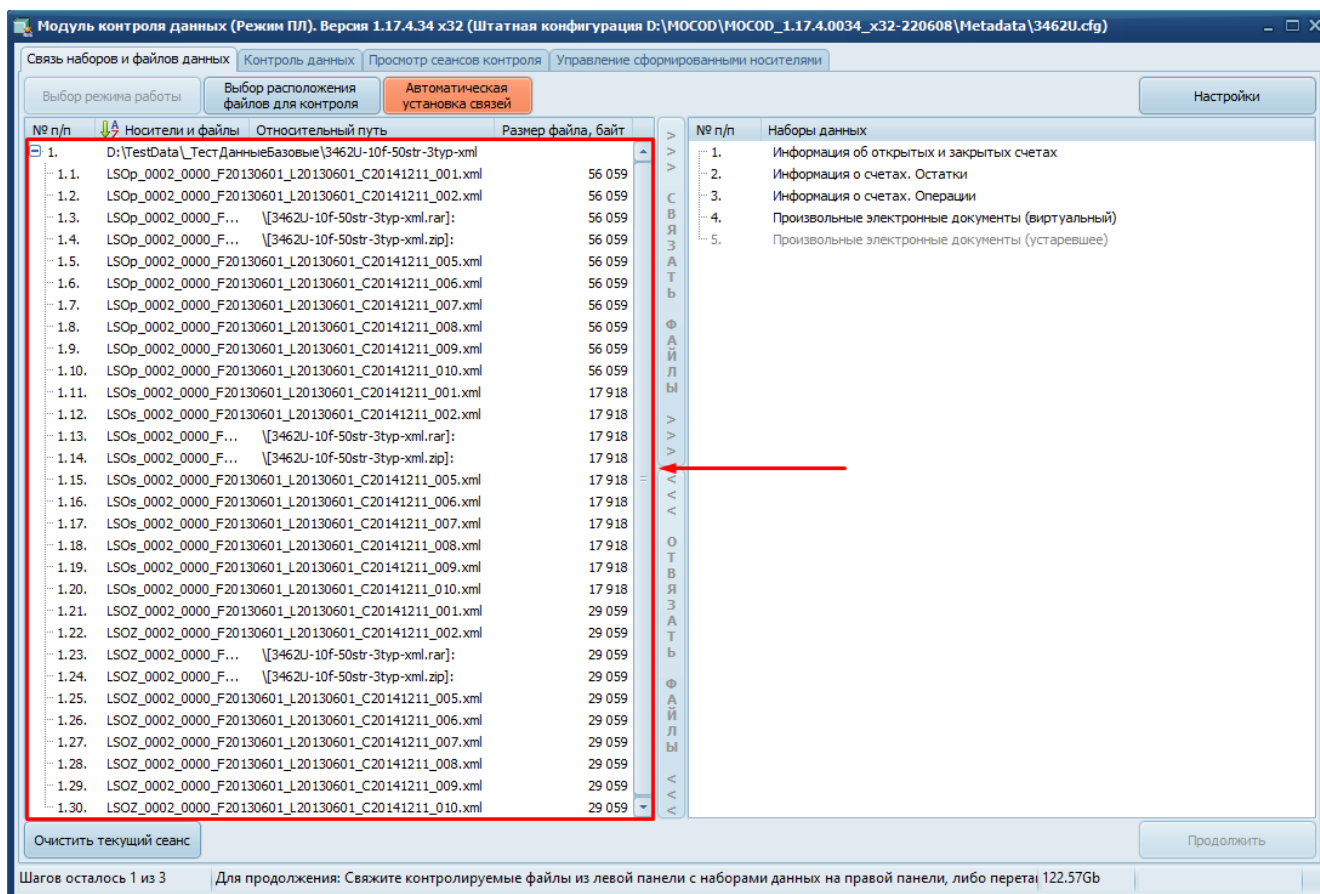 Модуль контроля данных (Режим ПЛ). Версия 1.17.4.34 x32 (Штатная конфигурация D:\MOCOD\MOCOD_1.17.4.0034_x32-220608\Metadata\3462U.cfg)
Связь наборов и файлов данных Контроль данных Просмотр сеансов контроля Управление сформированными носителями
Выбор режима работы Выбор расположения файлов для контроля Автоматическая установка связей Настройки
№ п/п Носители и файлы Относительный путь Размер файла, байт
1. D:\TestData\_ТестДанныеБазовые\3462U-10f-50str-3typ-xml
1.1. LSOp_0002_0000_F20130601_L20130601_C20141211_001.xml 56 059
1.2. LSOp_0002_0000_F20130601_L20130601_C20141211_002.xml 56 059
1.3. LSOp_0002_0000_F... \[3462U-10f-50str-3typ-xml.rar]: 56 059
1.4. LSOp_0002_0000_F... \[3462U-10f-50str-3typ-xml.zip]: 56 059
1.5. LSOp_0002_0000_F20130601_L20130601_C20141211_005.xml 56 059
1.6. LSOp_0002_0000_F20130601_L20130601_C20141211_006.xml 56 059
1.7. LSOp_0002_0000_F20130601_L20130601_C20141211_007.xml 56 059
1.8. LSOp_0002_0000_F20130601_L20130601_C20141211_008.xml 56 059
1.9. LSOp_0002_0000_F20130601_L20130601_C20141211_009.xml 56 059
1.10. LSOp_0002_0000_F20130601_L20130601_C20141211_010.xml 56 059
1.11. LSOs_0002_0000_F20130601_L20130601_C20141211_001.xml 17 918
1.12. LSOs_0002_0000_F20130601_L20130601_C20141211_002.xml 17 918
1.13. LSOs_0002_0000_F... \[3462U-10f-50str-3typ-xml.rar]: 17 918
1.14. LSOs_0002_0000_F... \[3462U-10f-50str-3typ-xml.zip]: 17 918
1.15. LSOs_0002_0000_F20130601_L20130601_C20141211_005.xml 17 918
1.16. LSOs_0002_0000_F20130601_L20130601_C20141211_006.xml 17 918
1.17. LSOs_0002_0000_F20130601_L20130601_C20141211_007.xml 17 918
1.18. LSOs_0002_0000_F20130601_L20130601_C20141211_008.xml 17 918
1.19. LSOs_0002_0000_F20130601_L20130601_C20141211_009.xml 17 918
1.20. LSOs_0002_0000_F20130601_L20130601_C20141211_010.xml 17 918
1.21. LSOZ_0002_0000_F20130601_L20130601_C20141211_001.xml 29 059
1.22. LSOZ_0002_0000_F20130601_L20130601_C20141211_002.xml 29 059
1.23. LSOZ_0002_0000_F... \[3462U-10f-50str-3typ-xml.rar]: 29 059
1.24. LSOZ_0002_0000_F... \[3462U-10f-50str-3typ-xml.zip]: 29 059
1.25. LSOZ_0002_0000_F20130601_L20130601_C20141211_005.xml 29 059
1.26. LSOZ_0002_0000_F20130601_L20130601_C20141211_006.xml 29 059
1.27. LSOZ_0002_0000_F20130601_L20130601_C20141211_007.xml 29 059
1.28. LSOZ_0002_0000_F20130601_L20130601_C20141211_008.xml 29 059
1.29. LSOZ_0002_0000_F20130601_L20130601_C20141211_009.xml 29 059
1.30. LSOZ_0002_0000_F20130601_L20130601_C20141211_010.xml 29 059
> > > СВЯЗАТЬ ФАЙЛЫ > > >
< < < ОТВЯЗАТЬ ФАЙЛЫ < < <
№ п/п Наборы данных
1. Информация об открытых и закрытых счетах
2. Информация о счетах. Остатки
3. Информация о счетах. Операции
4. Произвольные электронные документы (виртуальный)
5. Произвольные электронные документы (устаревшее)
Очистить текущий сеанс Продолжить
Шагов осталось 1 из 3 Для продолжения: Свяжите контролируемые файлы из левой панели с наборами данных на правой панели, либо перета 122.57Gb